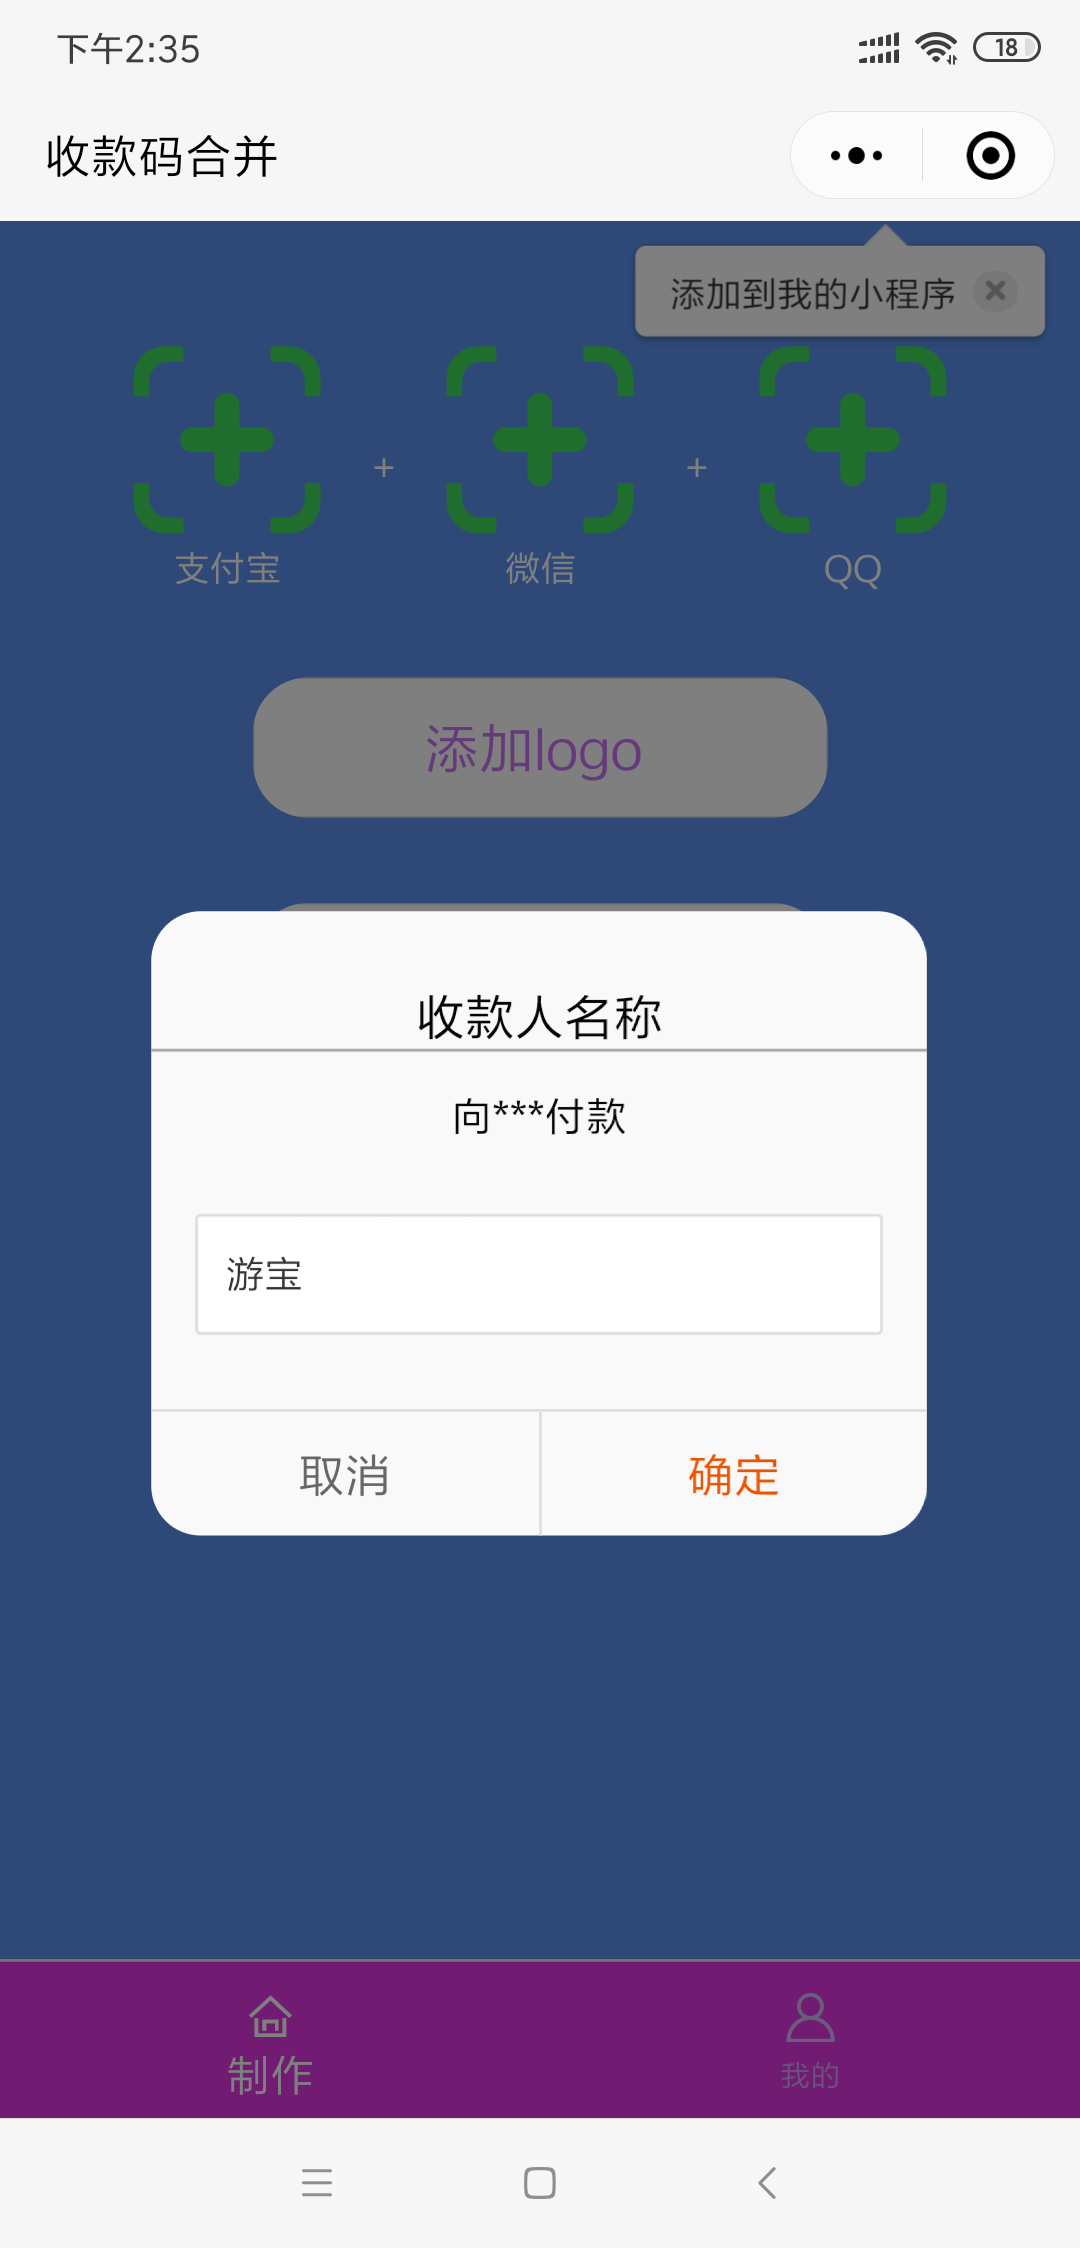 下午2:35
18
收款码合并
添加到我的小程序
+
+
支付宝
微信
QQ
添加logo
收款人名称
向***付款
游宝
取消
确定
制作
我的